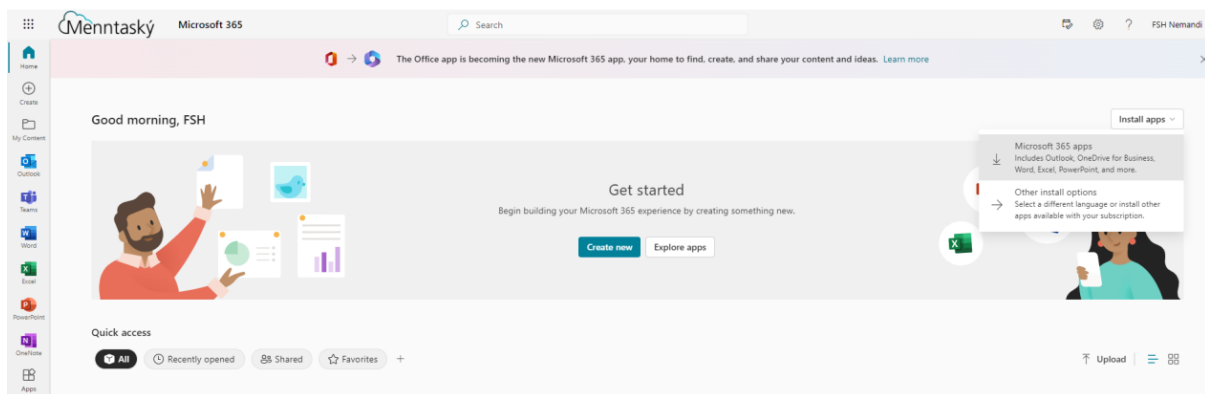 Menntaský
Microsoft 365
Search
FSH Nemandi
The Office app is becoming the new Microsoft 365 app, your home to find, create, and share your content and ideas. Learn more
Home
Create
My Content
Outlook
Teams
Word
Excel
PowerPoint
OneNote
Apps
Good morning, FSH
Install apps
Microsoft 365 apps
Includes Outlook, OneDrive for Business,
Word, Excel, PowerPoint, and more.
Other install options
Select a different language or install other
apps available with your subscription.
Get started
Begin building your Microsoft 365 experience by creating something new.
Create new
Explore apps
Quick access
All
Recently opened
Shared
Favorites
Upload